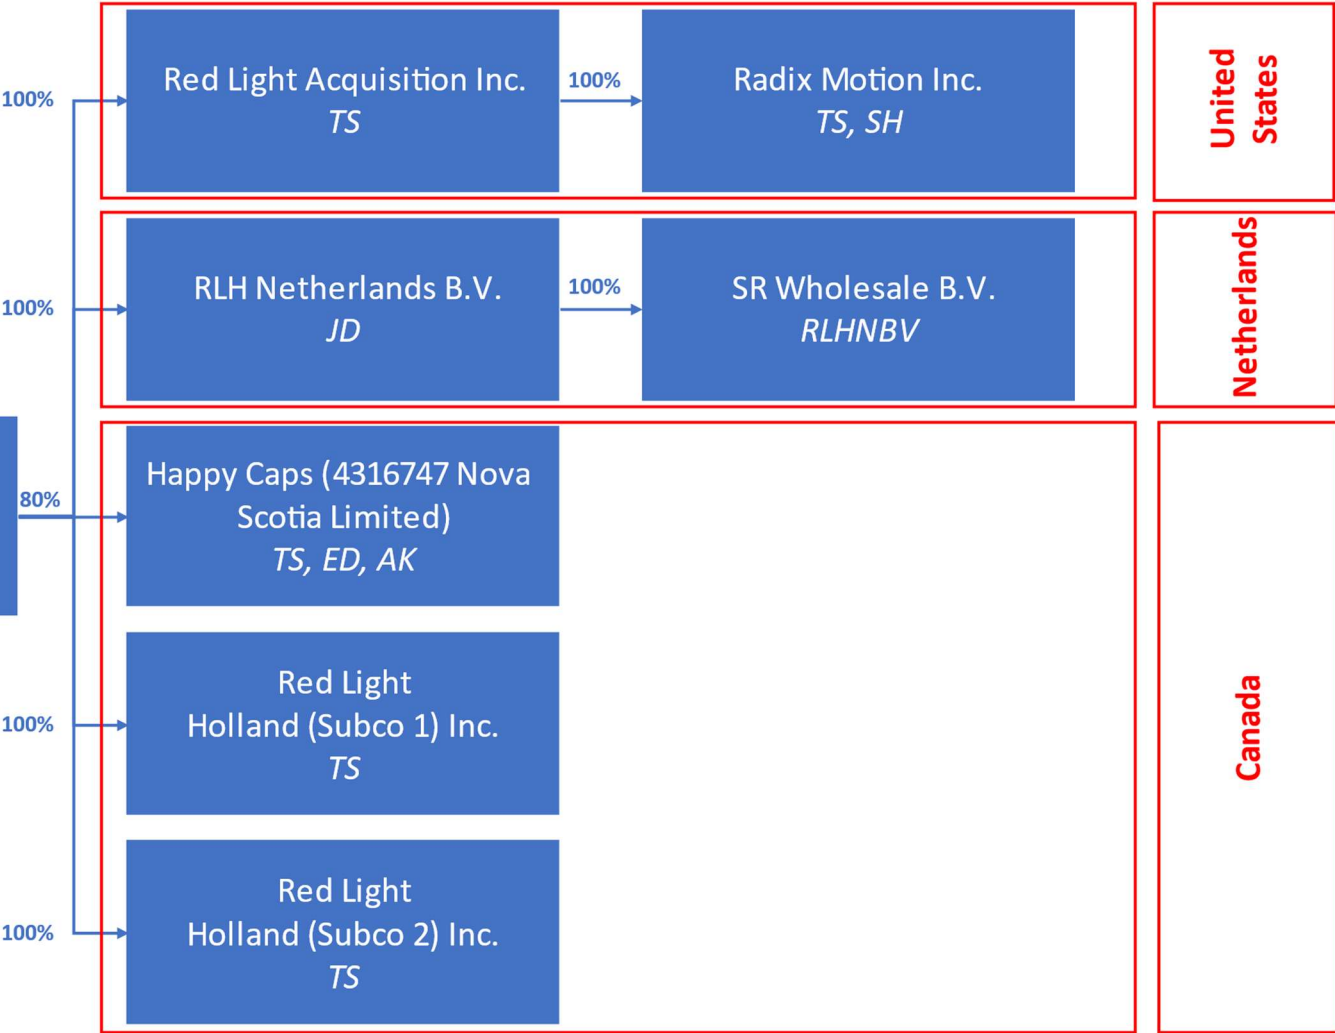 100%
Red Light Acquisition Inc.
TS
100%
Radix Motion Inc.
TS, SH
United
States
100%
RLH Netherlands B.V.
JD
100%
SR Wholesale B.V.
RLHNBV
Netherlands
80%
Happy Caps (4316747 Nova
Scotia Limited)
TS, ED, AK
100%
Red Light
Holland (Subco 1) Inc.
TS
Canada
100%
Red Light
Holland (Subco 2) Inc.
TS